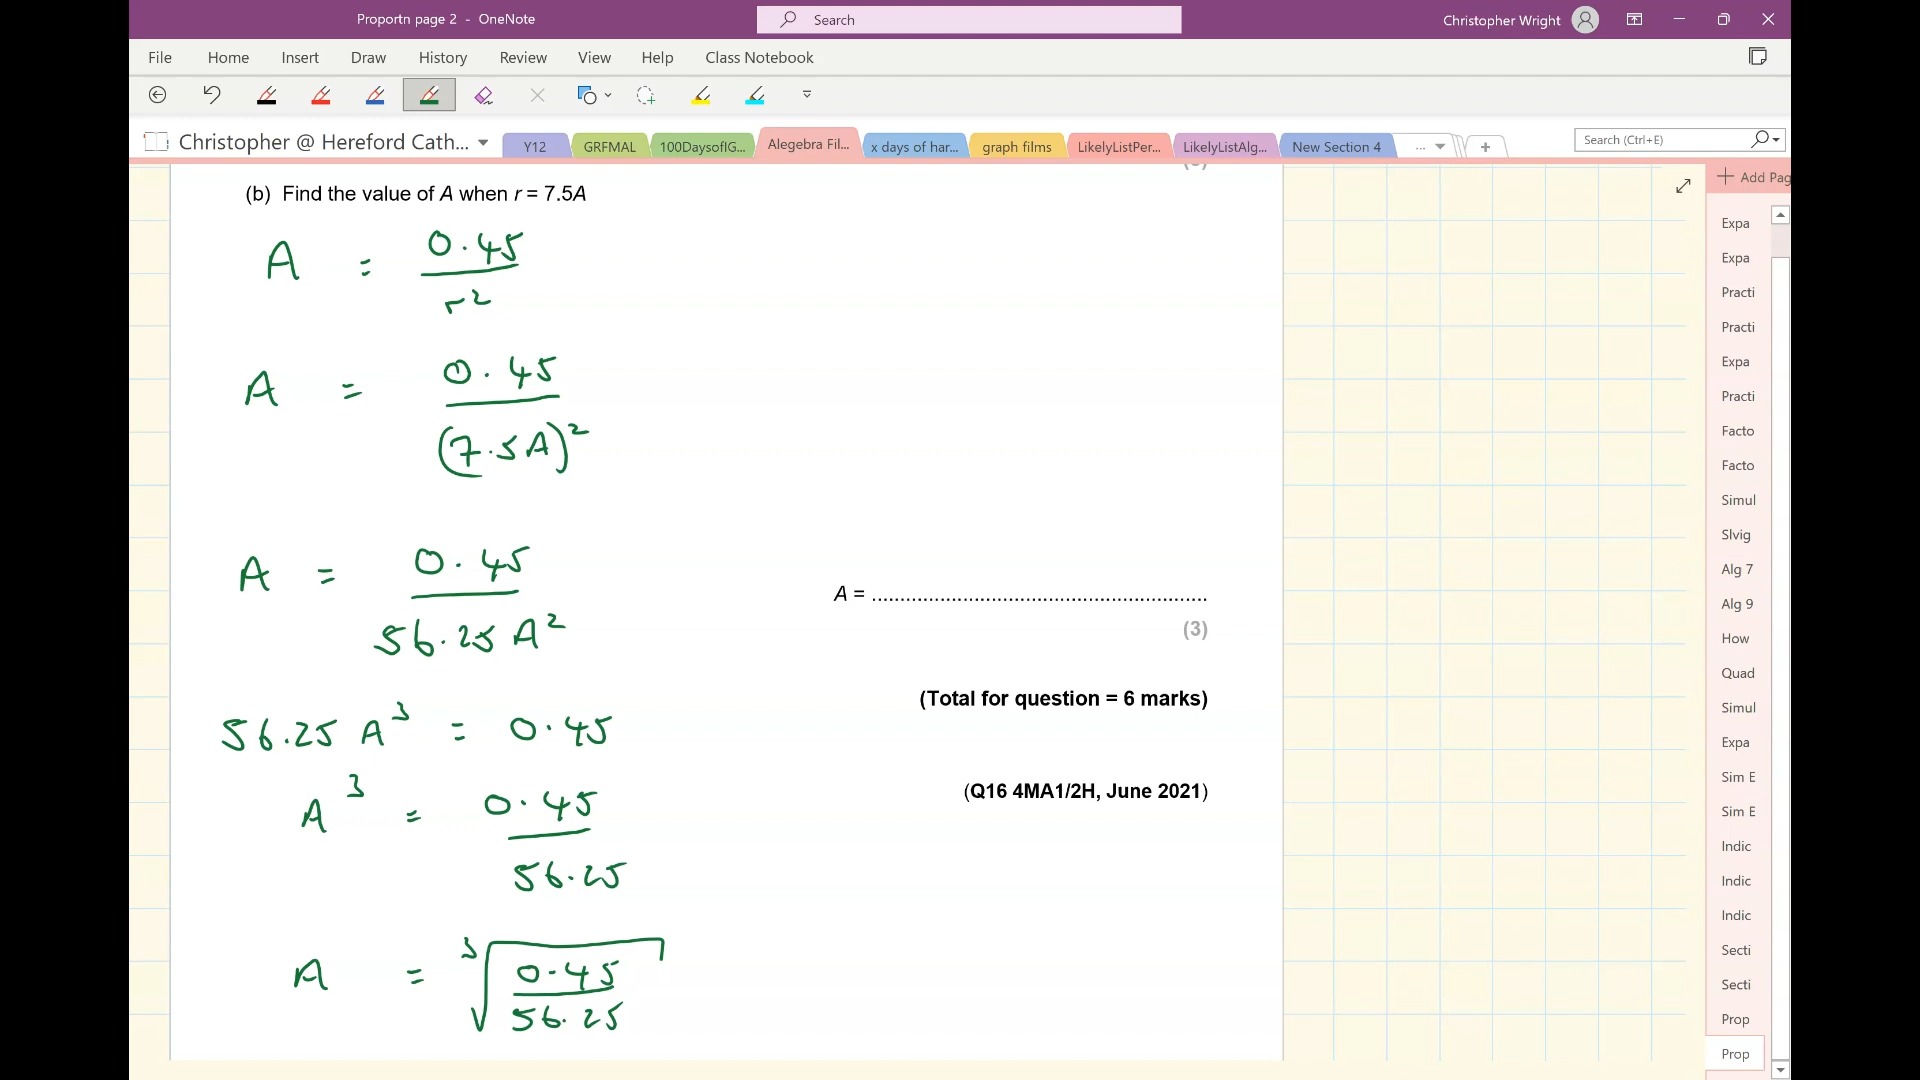 Proportn page 2 - OneNote
Search
Christopher Wright
File Home Insert Draw History Review View Help Class Notebook
Christopher @ Hereford Cath...
Y12 GRFMAL 100DaysofIG... Alegebra Fil... x days of har... graph films LikelyListPer... LikelyListAlg... New Section 4 ... +
Search (Ctrl+E)
Add Pag
(b) Find the value of A when r = 7.5A
A = 0.45
r²
A = 0.45
(7.5A)²
A = 0.45
56.25 A²
A = ..........................................................
(3)
(Total for question = 6 marks)
56.25 A³ = 0.45
(Q16 4MA1/2H, June 2021)
A³ = 0.45
56.25
A = ³√0.45
56.25
Expa
Expa
Practi
Practi
Expa
Practi
Facto
Facto
Simul
Slvig
Alg 7
Alg 9
How
Quad
Simul
Expa
Sim E
Sim E
Indic
Indic
Indic
Secti
Secti
Prop
Prop